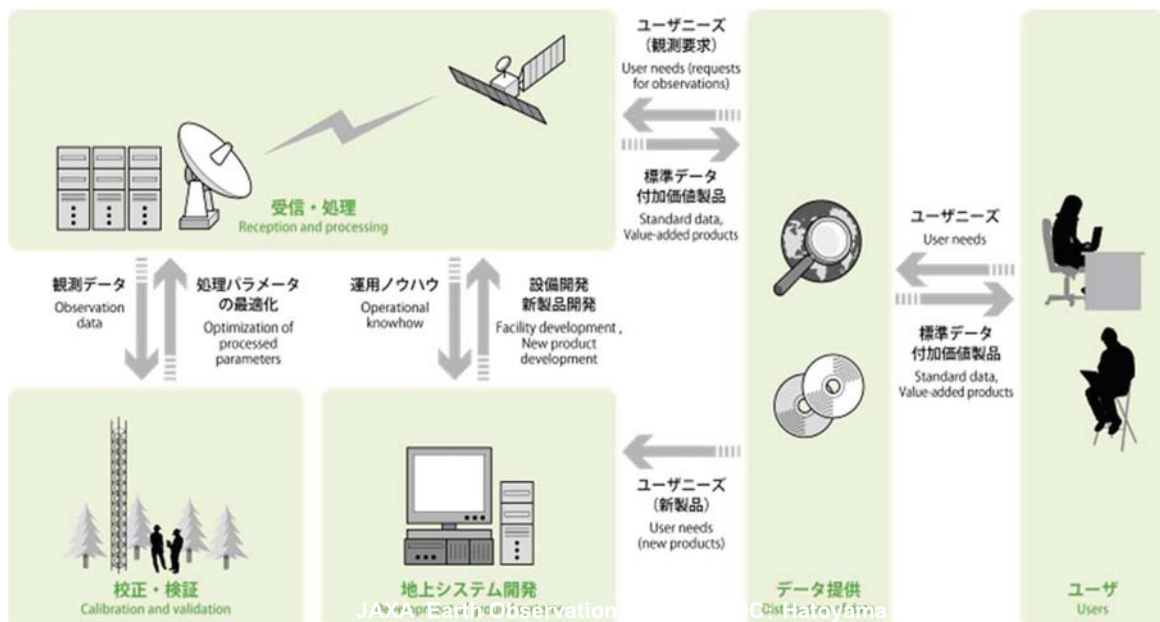 ユーザニーズ
（観測要求）
User needs (requests
for observations)
標準データ
付加価値製品
Standard data,
Value-added products
受信・処理
Reception and processing
ユーザニーズ
User needs
標準データ
付加価値製品
Standard data,
Value-added products
観測データ
Observation
data
処理パラメータ
の最適化
Optimization of
processed
parameters
運用ノウハウ
Operational
knowhow
設備開発
新製品開発
Facility development,
New product
development
ユーザニーズ
（新製品）
User needs
(new products)
校正・検証
Calibration and validation
地上システム開発
データ提供
ユーザ
Users
JAXA Earth Observation Hatoyama